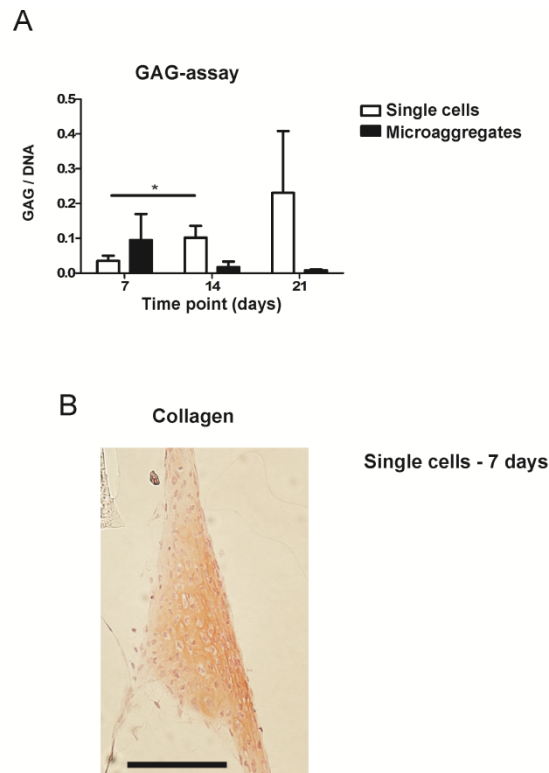 A
GAG-assay
Single cells
Microaggregates
GAG / DNA
0.5
0.4
0.3
0.2
0.1
0.0
*
7
14
21
Time point (days)
B
Collagen
Single cells - 7 days